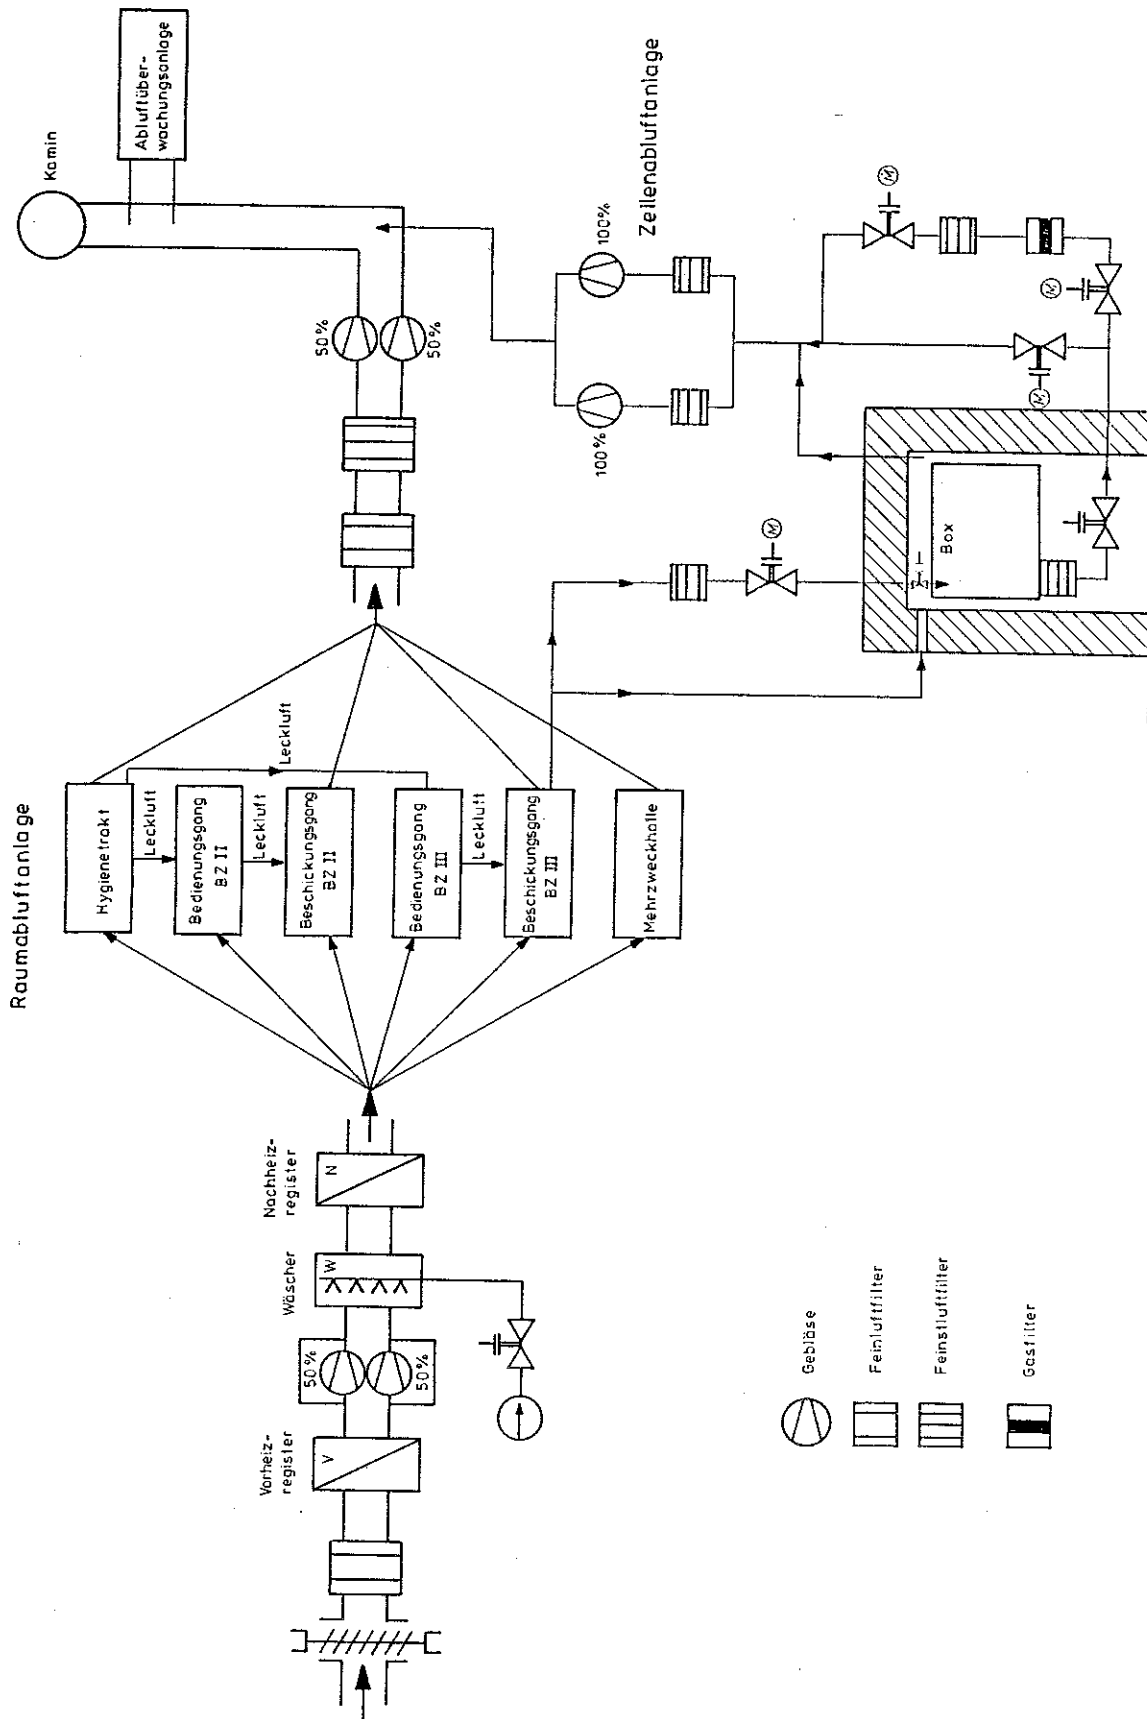 Raumabluftanlage
Vorheiz-
register
V
50%
50%
Wäscher
W
Nachheiz-
register
N
Hygienetrakt
Leckluft
Bedienungsgang
BZ II
Leckluft
Beschickungsgang
BZ II
Leckluft
Bedienungsgang
BZ III
Leckluft
Beschickungsgang
BZ III
Mehrzweckhalle
50%
50%
Kamin
Abluftüber-
wachungsanlage
Zeilenabluftanlage
100%
100%
M
M
M
M
Box
Gebläse
Feinluftfilter
Feinstluftfilter
Gasfilter